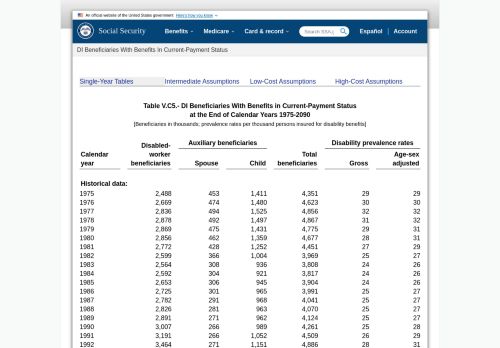 An official website of the United States government Here's how you know
Social Security Benefits Medicare Card & record Search SSA.gov Español Account
DI Beneficiaries With Benefits in Current-Payment Status
Single-Year Tables Intermediate Assumptions Low-Cost Assumptions High-Cost Assumptions
Table V.C5.- DI Beneficiaries With Benefits in Current-Payment Status
at the End of Calendar Years 1975-2090
[Beneficiaries in thousands; prevalence rates per thousand persons insured for disability benefits]
Calendar year Disabled-worker beneficiaries Auxiliary beneficiaries Spouse Child Total beneficiaries Disability prevalence rates Gross Age-sex adjusted
Historical data:
1975 2,488 453 1,411 4,351 29 29
1976 2,669 474 1,480 4,623 30 30
1977 2,836 494 1,525 4,856 32 32
1978 2,878 492 1,497 4,867 31 32
1979 2,869 475 1,431 4,775 29 31
1980 2,856 462 1,359 4,677 28 31
1981 2,772 428 1,252 4,451 27 29
1982 2,599 366 1,004 3,969 25 27
1983 2,564 308 936 3,808 24 26
1984 2,592 304 921 3,817 24 26
1985 2,653 306 945 3,904 24 26
1986 2,725 301 965 3,991 25 27
1987 2,782 291 968 4,041 25 27
1988 2,826 281 963 4,070 25 27
1989 2,891 271 962 4,124 25 27
1990 3,007 266 989 4,261 25 28
1991 3,191 266 1,052 4,509 26 29
1992 3,464 271 1,151 4,886 28 31